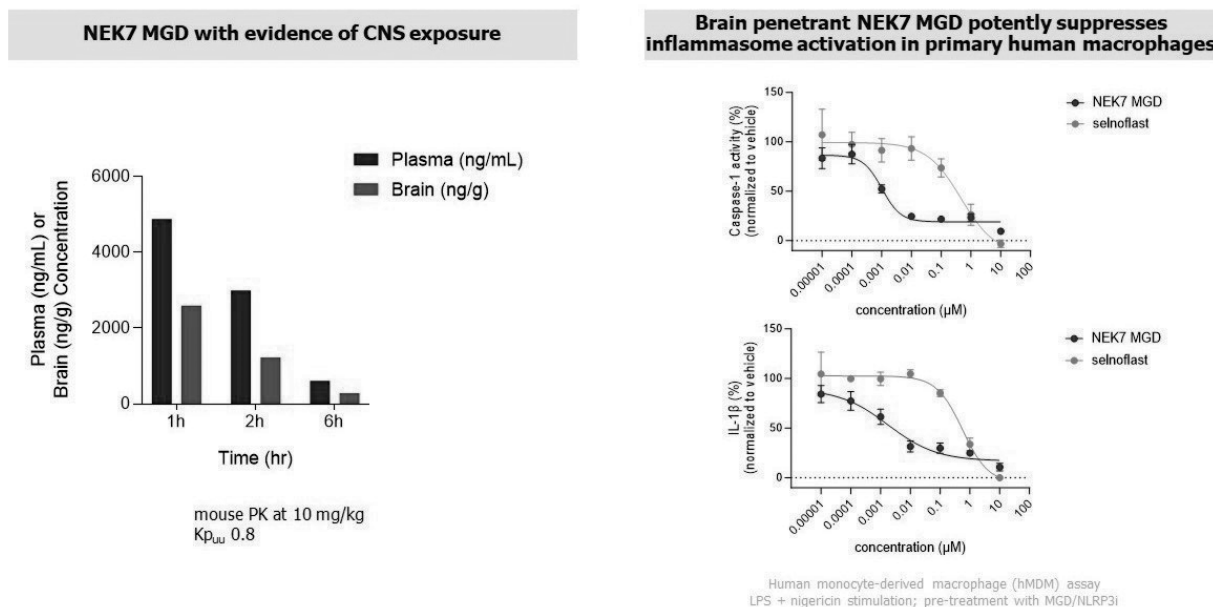 NEK7 MGD with evidence of CNS exposure
Plasma (ng/mL) or
Brain (ng/g) Concentration
6000
4000
2000
0
Plasma (ng/mL)
Brain (ng/g)
1h
2h
6h
Time (hr)
mouse PK at 10 mg/kg
Kpuu 0.8
Brain penetrant NEK7 MGD potently suppresses
inflammasome activation in primary human macrophages
Caspase-1 activity (%)
(normalized to vehicle)
150
100
50
0
NEK7 MGD
selnoflast
0.00001
0.0001
0.001
0.01
0.1
1
10
100
concentration (µM)
IL-1β (%)
(normalized to vehicle)
150
100
50
0
NEK7 MGD
selnoflast
0.00001
0.0001
0.001
0.01
0.1
1
10
100
concentration (µM)
Human monocyte-derived macrophage (hMDM) assay
LPS + nigericin stimulation; pre-treatment with MGD/NLRP3i